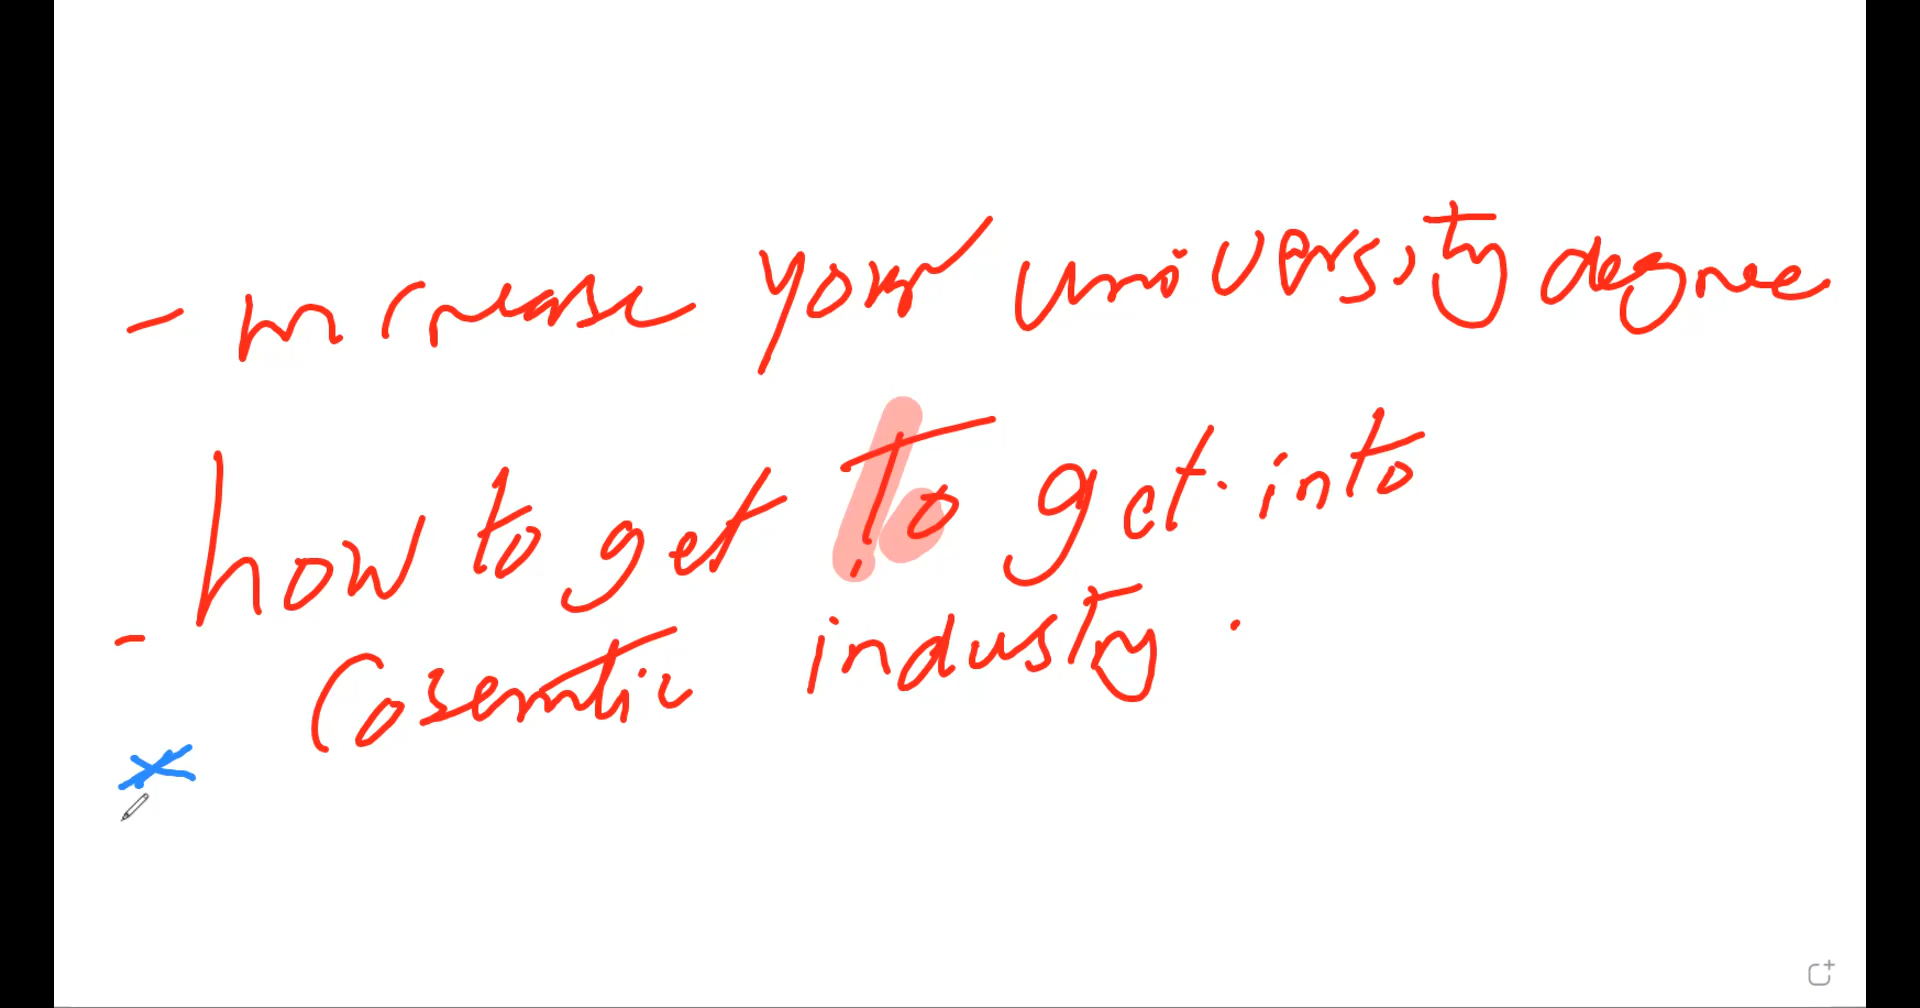 - increase your university degree
- how to get To get into
cosemtic industry.
*